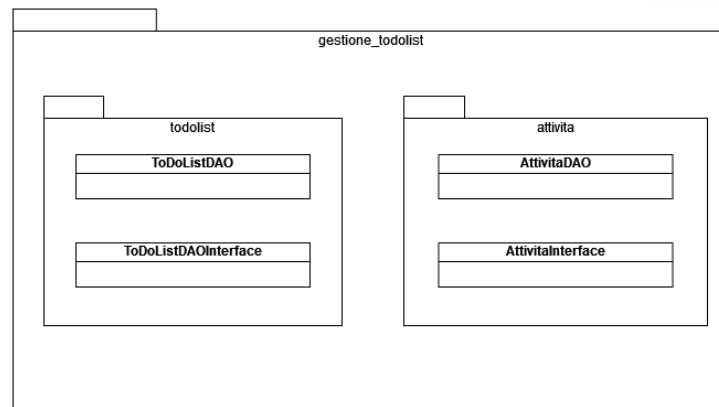 gestione_todolist
todolist
attivita
ToDoListDAO
AttivitaDAO
ToDoListDAOInterface
AttivitaInterface